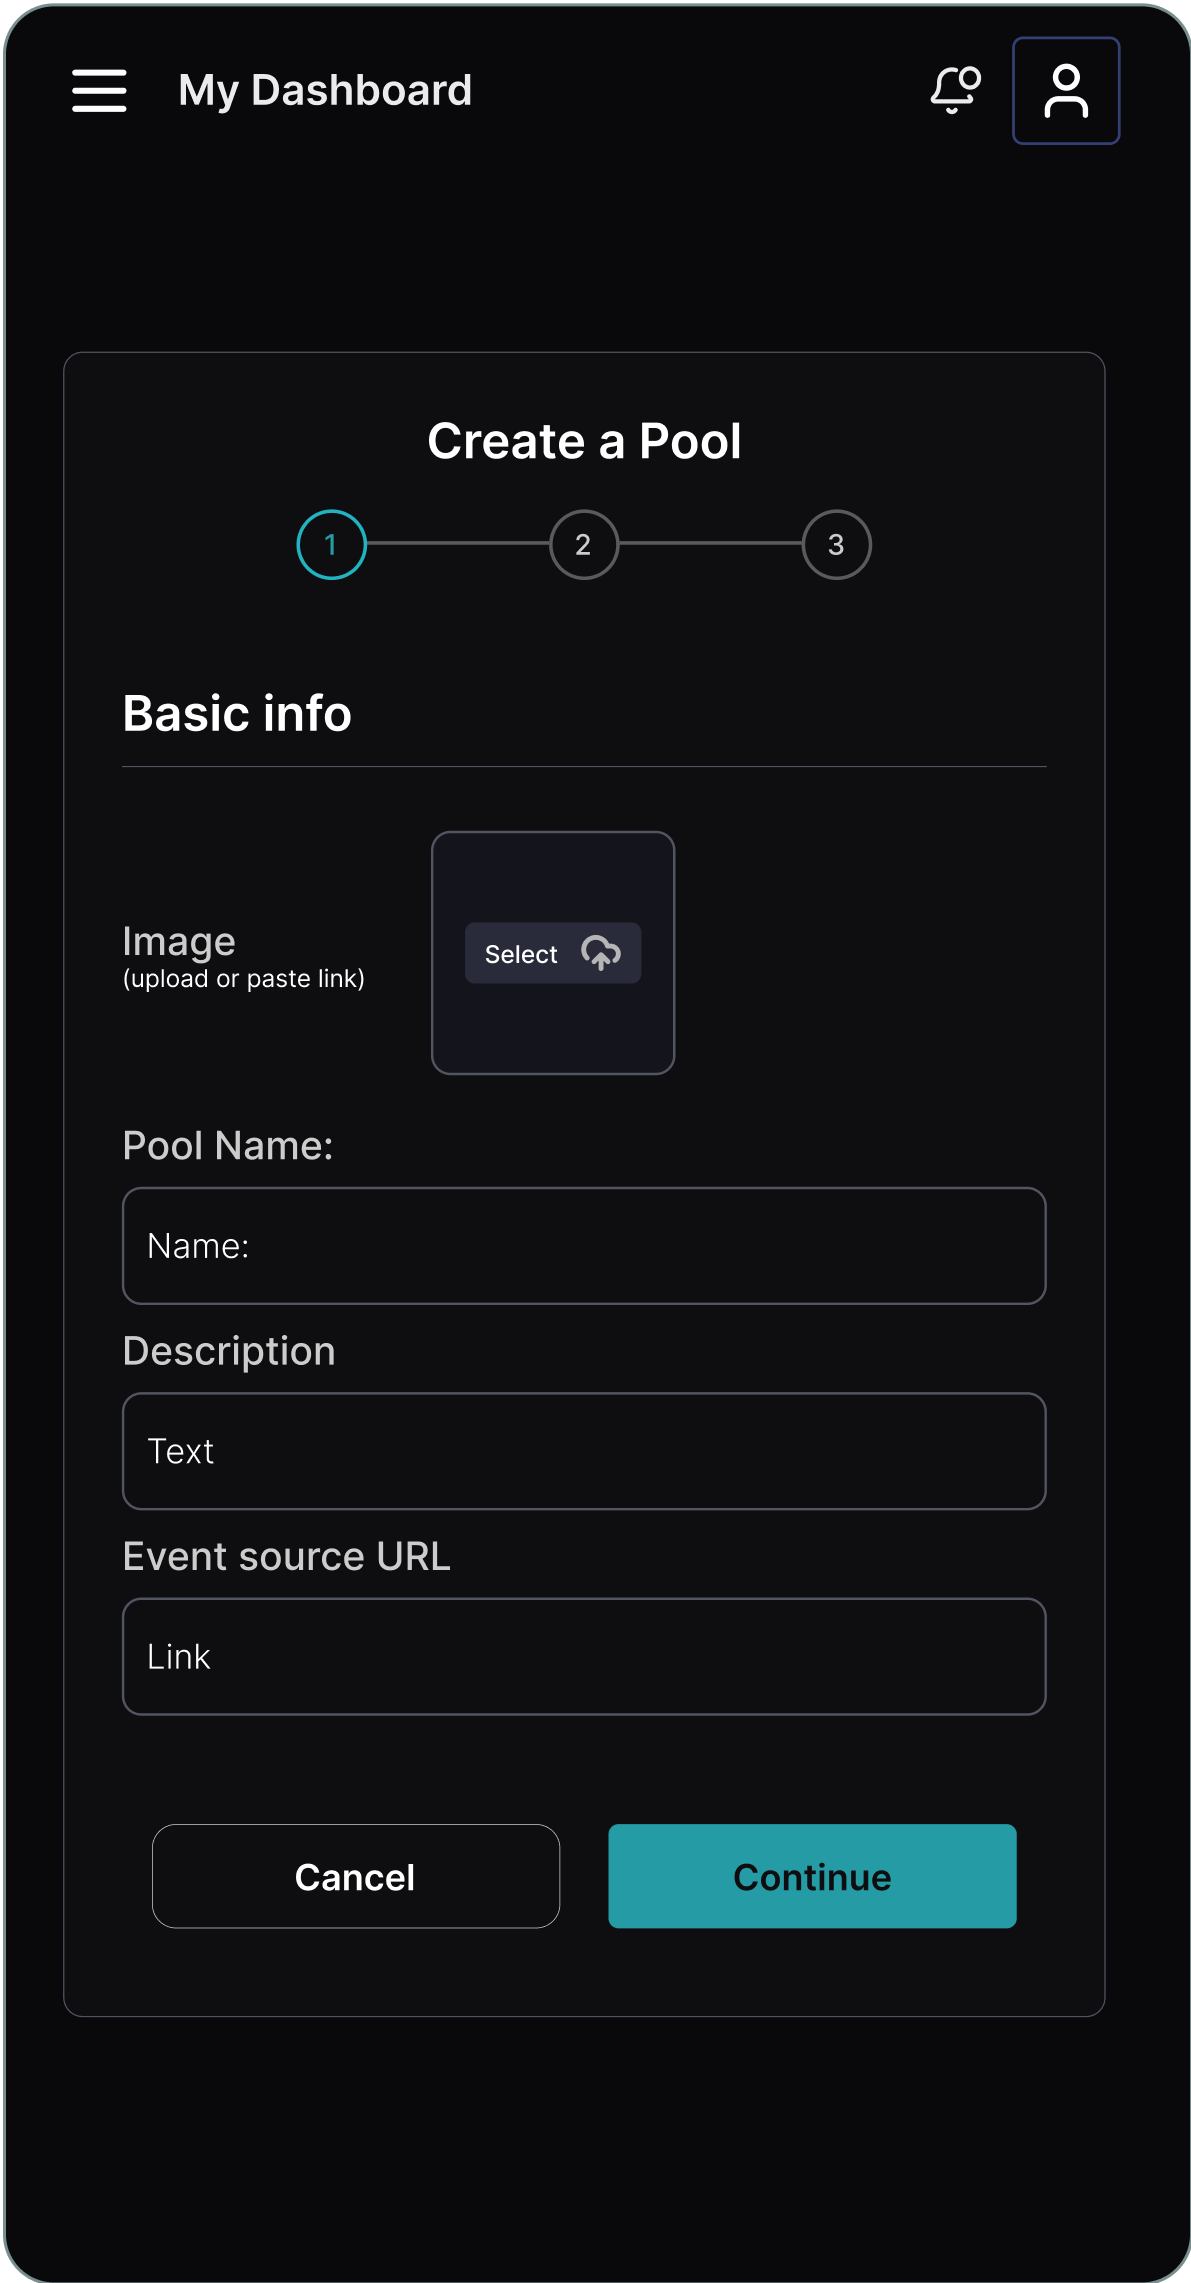 My Dashboard
Create a Pool
1 2 3
Basic info
Image
(upload or paste link)
Select
Pool Name:
Name:
Description
Text
Event source URL
Link
Cancel Continue